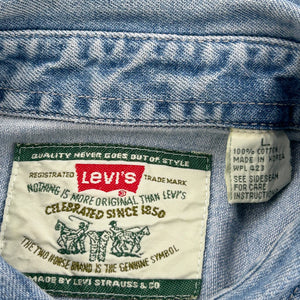 QUALITY NEVER GOES OUT OF STYLE
Levi's
REGISTERED TRADE MARK
NOTHING IS MORE ORIGINAL THAN LEVI'S
CELEBRATED SINCE 1850
THE TWO HORSE BRAND IS THE GENUINE SYMBOL
MADE BY LEVI STRAUSS & CO
L
100% COTTON
MADE IN KOREA
WPL 423
SEE SIDESEAM
FOR CARE
INSTRUCT